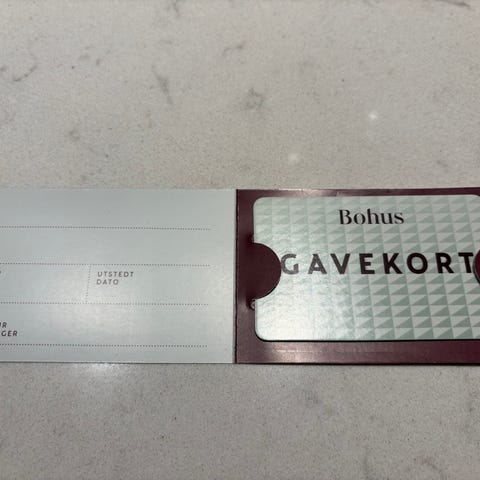 UTSTEDT
DATO
Bohus
GAVEKORT